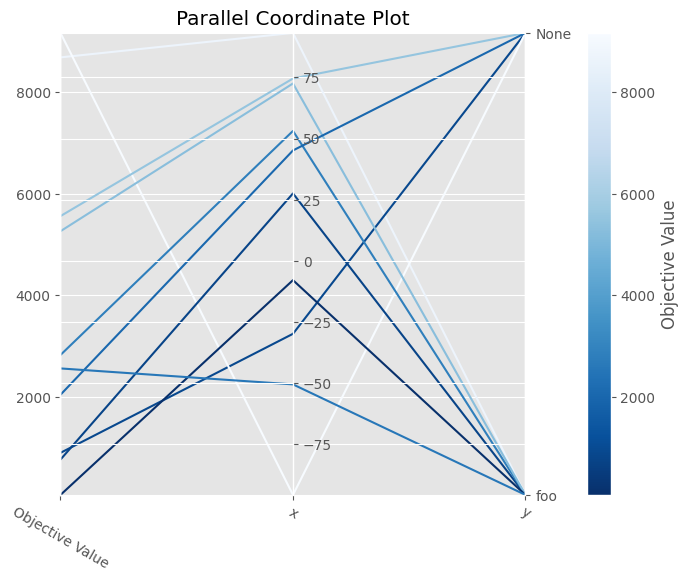 Parallel Coordinate Plot
None
8000
75
8000
50
6000
25
6000
0
4000
−25
4000
−50
2000
−75
2000
foo
Objective Value
x
y
Objective Value